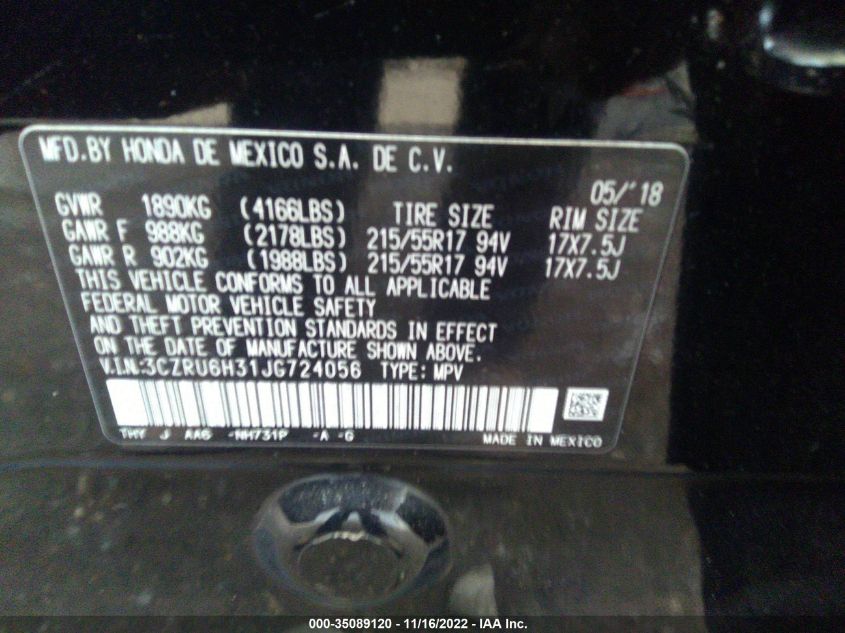 MFD.BY HONDA DE MEXICO S.A. DE C.V.
05/'18
GVWR 1890KG (4166LBS) TIRE SIZE RIM SIZE
GAWR F 988KG (2178LBS) 215/55R17 94V 17X7.5J
GAWR R 902KG (1988LBS) 215/55R17 94V 17X7.5J
THIS VEHICLE CONFORMS TO ALL APPLICABLE
FEDERAL MOTOR VEHICLE SAFETY
AND THEFT PREVENTION STANDARDS IN EFFECT
ON THE DATE OF MANUFACTURE SHOWN ABOVE.
V.I.N.:3CZRU6H31JG724056 TYPE: MPV
THY J AA6 -NH731P -A -G MADE IN MEXICO
000-35089120 - 11/16/2022 - IAA Inc.